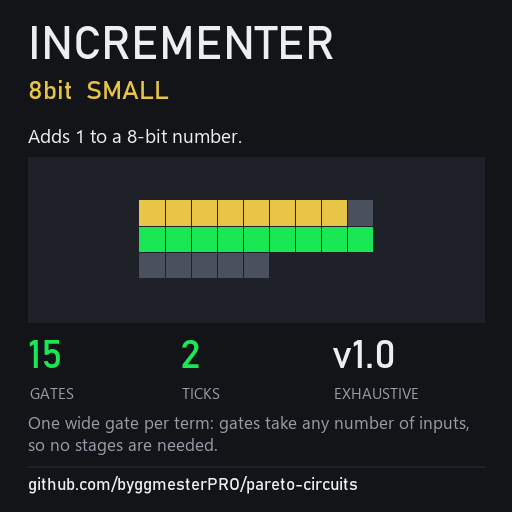 INCREMENTER
8bit SMALL
Adds 1 to a 8-bit number.
15 2 v1.0
GATES TICKS EXHAUSTIVE
One wide gate per term: gates take any number of inputs,
so no stages are needed.
github.com/byggmesterPRO/pareto-circuits